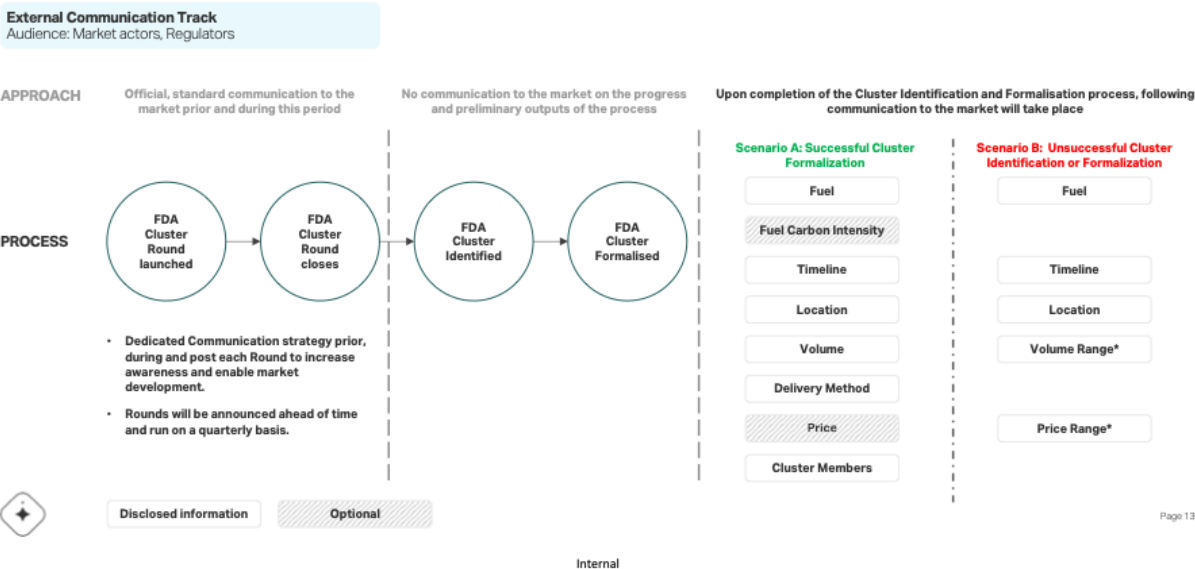 External Communication Track
Audience: Market actors, Regulators
APPROACH
Official, standard communication to the
market prior and during this period
No communication to the market on the progress
and preliminary outputs of the process
Upon completion of the Cluster Identification and Formalisation process, following
communication to the market will take place
PROCESS
FDA
Cluster
Round
launched
FDA
Cluster
Round
closes
FDA
Cluster
Identified
FDA
Cluster
Formalised
• Dedicated Communication strategy prior,
during and post each Round to increase
awareness and enable market
development.
• Rounds will be announced ahead of time
and run on a quarterly basis.
Scenario A: Successful Cluster
Formalization
Fuel
Fuel Carbon Intensity
Timeline
Location
Volume
Delivery Method
Price
Cluster Members
Scenario B: Unsuccessful Cluster
Identification or Formalization
Fuel
Timeline
Location
Volume Range*
Price Range*
Disclosed information
Optional
Page 13
Internal